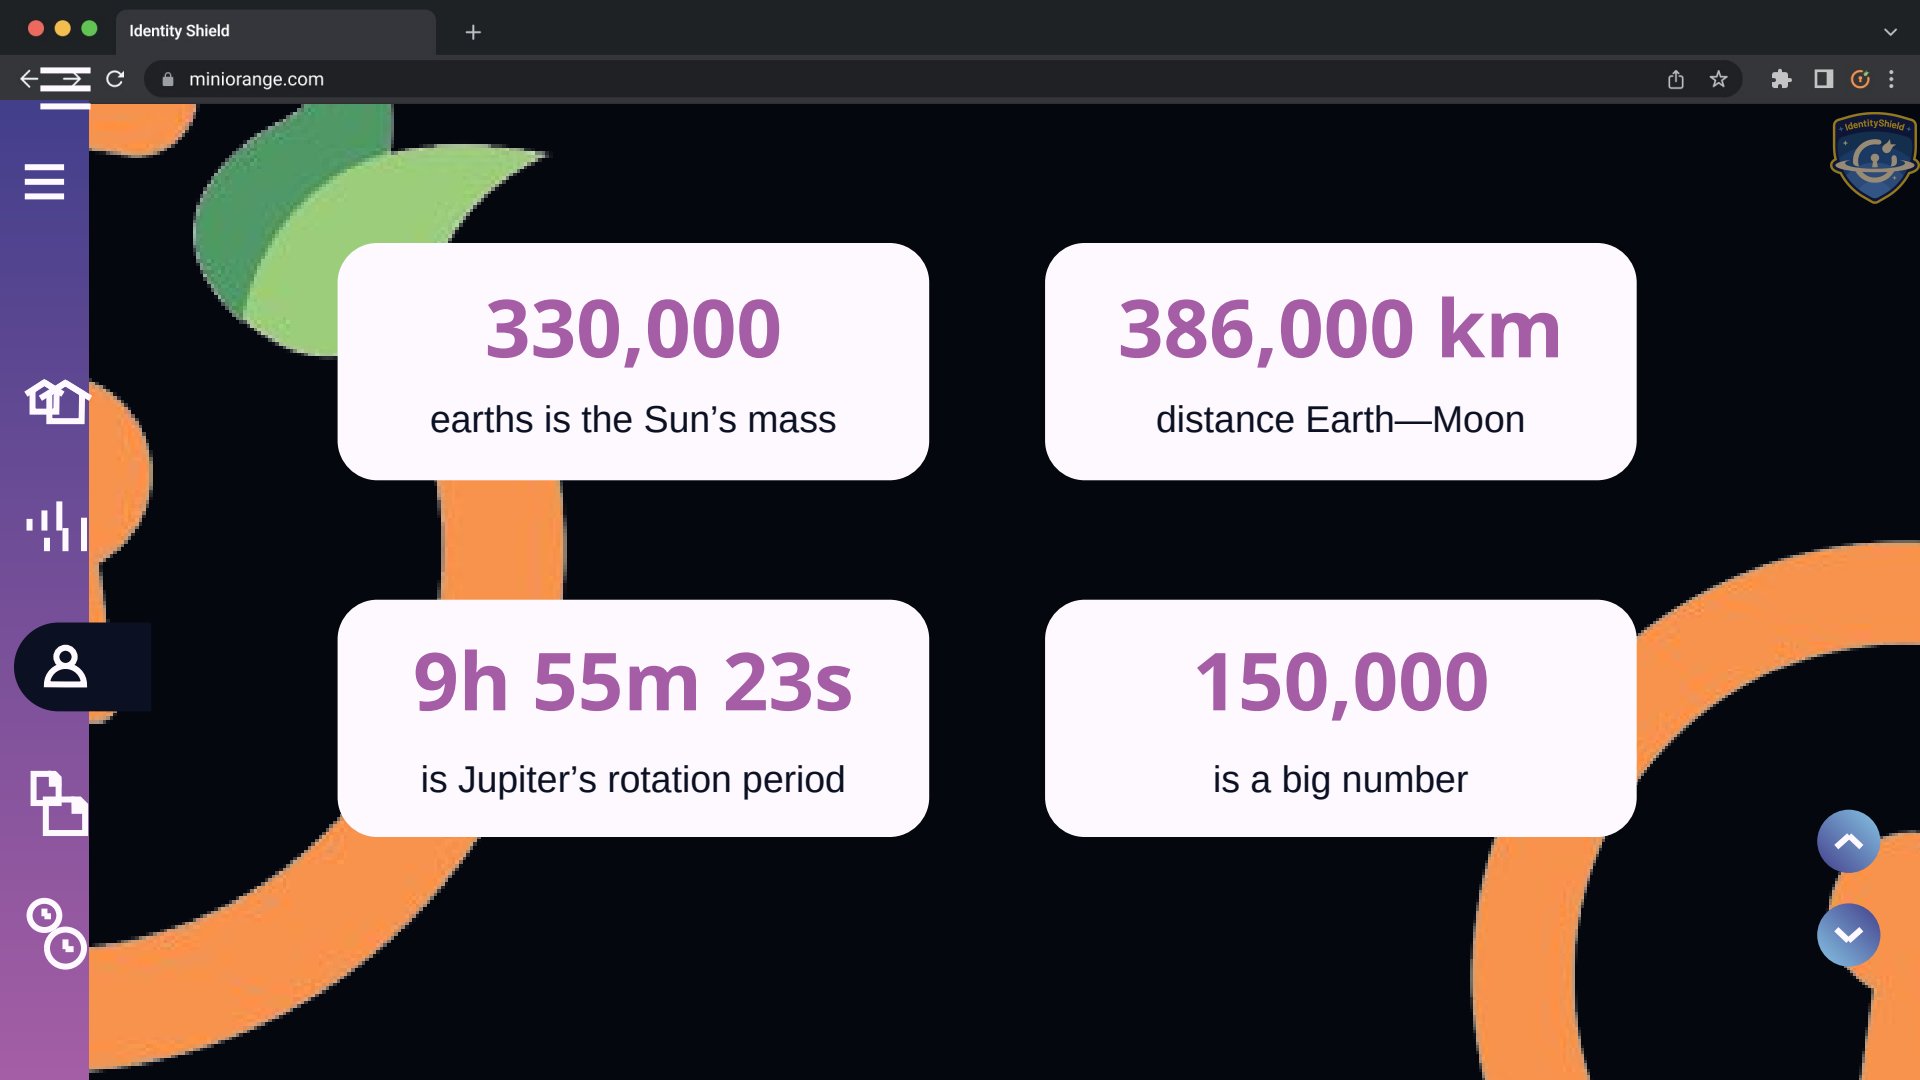 Identity Shield
miniorange.com
IdentityShield
330,000
earths is the Sun’s mass
386,000 km
distance Earth—Moon
9h 55m 23s
is Jupiter’s rotation period
150,000
is a big number